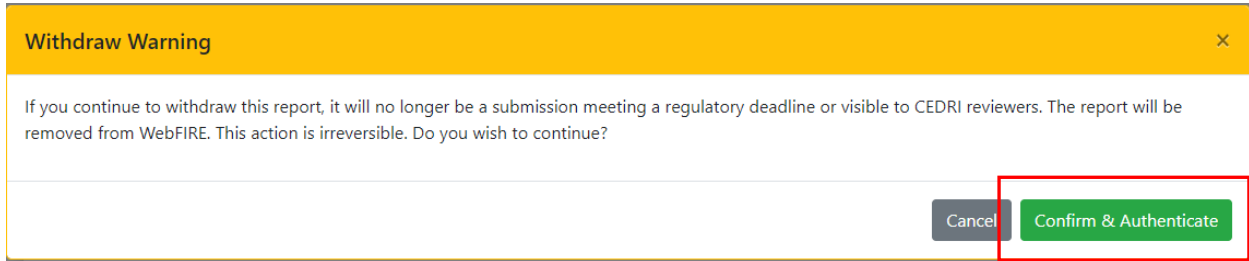 Withdraw Warning ×
If you continue to withdraw this report, it will no longer be a submission meeting a regulatory deadline or visible to CEDRI reviewers. The report will be
removed from WebFIRE. This action is irreversible. Do you wish to continue?
Cancel Confirm & Authenticate